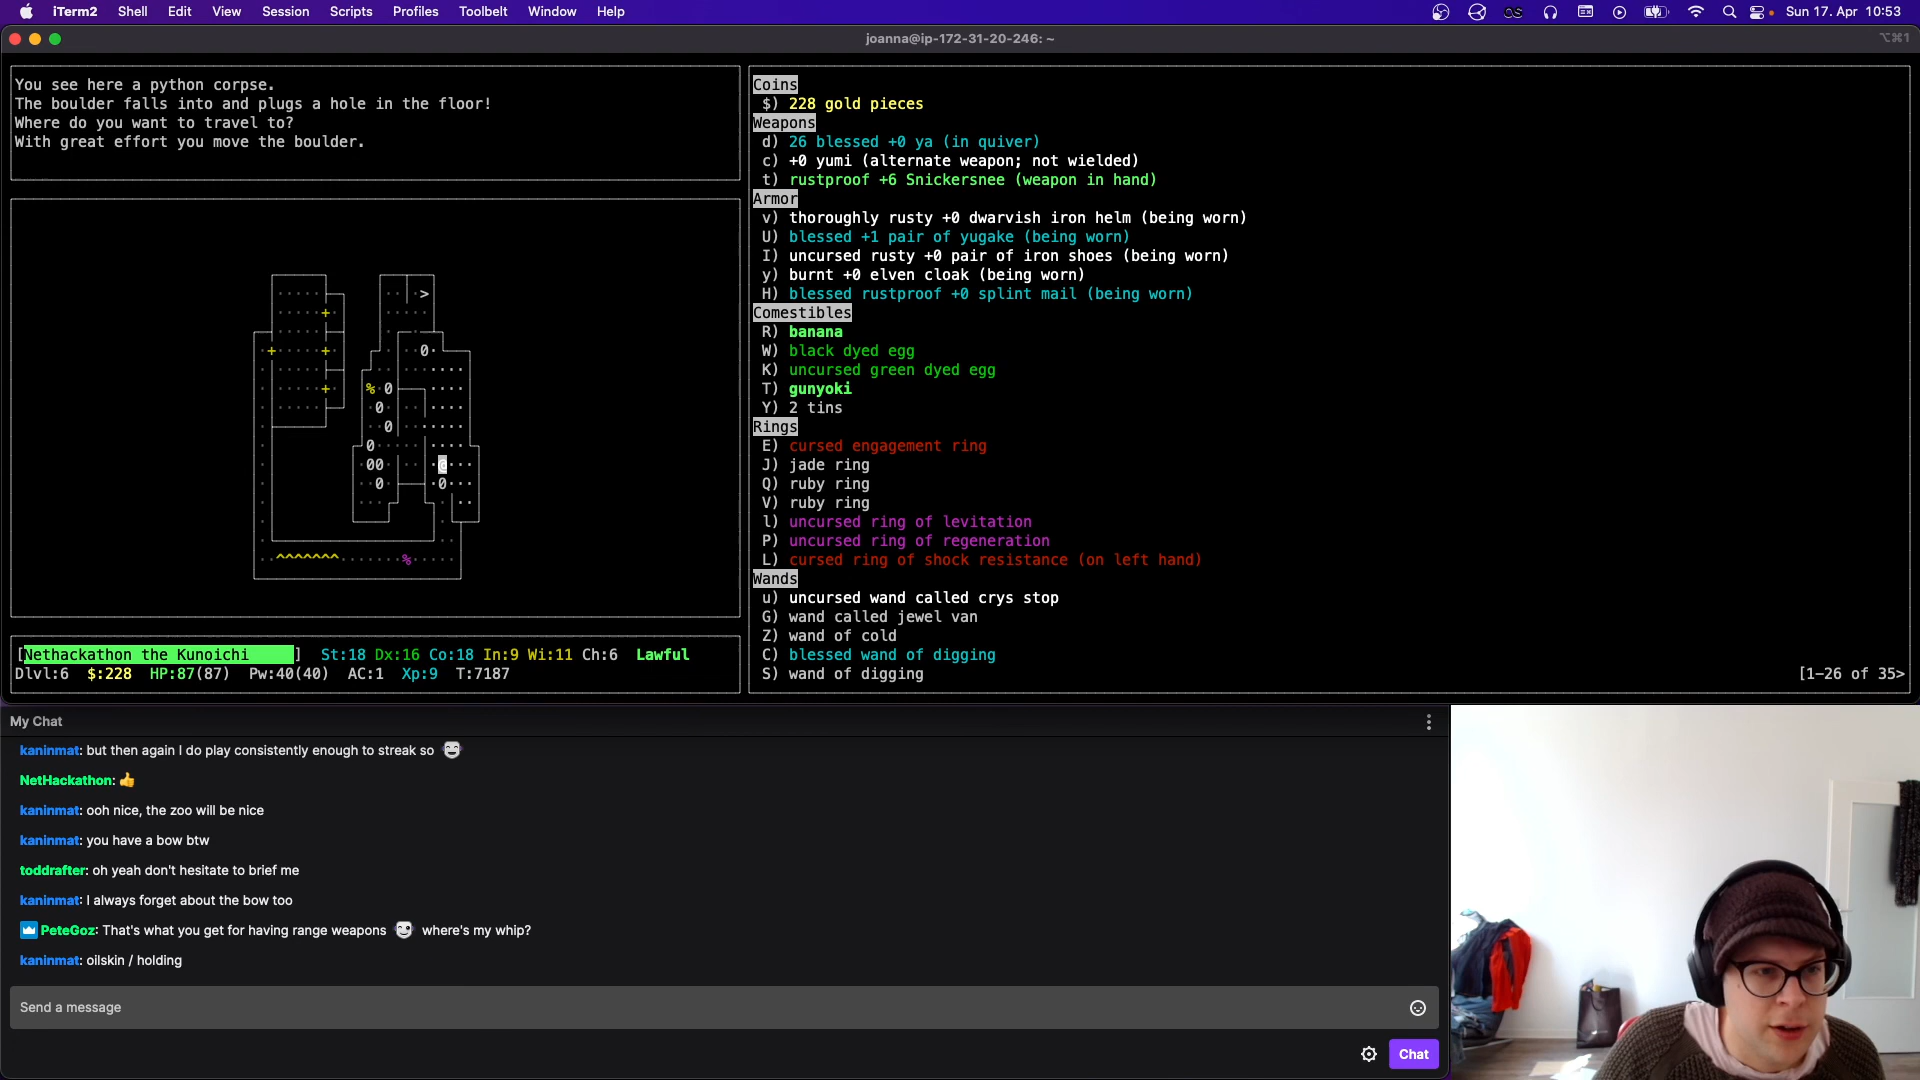 iTerm2 Shell Edit View Session Scripts Profiles Toolbelt Window Help
Sun 17. Apr 10:53
joanna@ip-172-31-20-246: ~
⌥⌘1
You see here a python corpse.
The boulder falls into and plugs a hole in the floor!
Where do you want to travel to?
With great effort you move the boulder.
[Nethackathon the Kunoichi ] St:18 Dx:16 Co:18 In:9 Wi:11 Ch:6 Lawful
Dlvl:6 $:228 HP:87(87) Pw:40(40) AC:1 Xp:9 T:7187
Coins
$) 228 gold pieces
Weapons
d) 26 blessed +0 ya (in quiver)
c) +0 yumi (alternate weapon; not wielded)
t) rustproof +6 Snickersnee (weapon in hand)
Armor
v) thoroughly rusty +0 dwarvish iron helm (being worn)
U) blessed +1 pair of yugake (being worn)
I) uncursed rusty +0 pair of iron shoes (being worn)
y) burnt +0 elven cloak (being worn)
H) blessed rustproof +0 splint mail (being worn)
Comestibles
R) banana
W) black dyed egg
K) uncursed green dyed egg
T) gunyoki
Y) 2 tins
Rings
E) cursed engagement ring
J) jade ring
Q) ruby ring
V) ruby ring
l) uncursed ring of levitation
P) uncursed ring of regeneration
L) cursed ring of shock resistance (on left hand)
Wands
u) uncursed wand called crys stop
G) wand called jewel van
Z) wand of cold
C) blessed wand of digging
S) wand of digging
[1-26 of 35>
My Chat
kaninmat: but then again I do play consistently enough to streak so
NetHackathon: 👍
kaninmat: ooh nice, the zoo will be nice
kaninmat: you have a bow btw
toddrafter: oh yeah don't hesitate to brief me
kaninmat: I always forget about the bow too
PeteGoz: That's what you get for having range weapons where's my whip?
kaninmat: oilskin / holding
Send a message
Chat